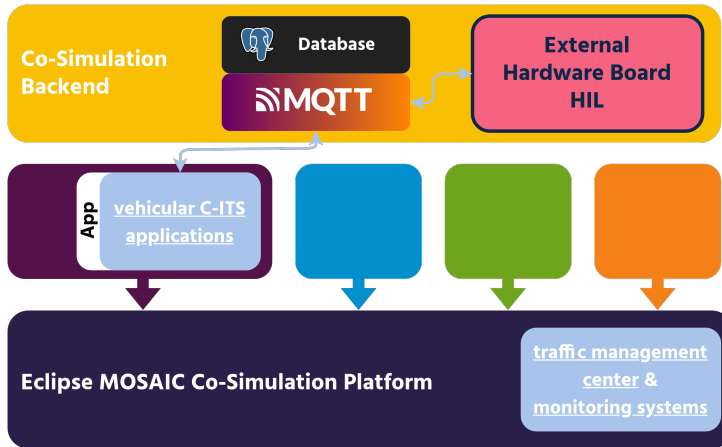 Co-Simulation
Backend
Database
MQTT
External
Hardware Board
HIL
App
vehicular C-ITS
applications
Eclipse MOSAIC Co-Simulation Platform
traffic management
center &
monitoring systems